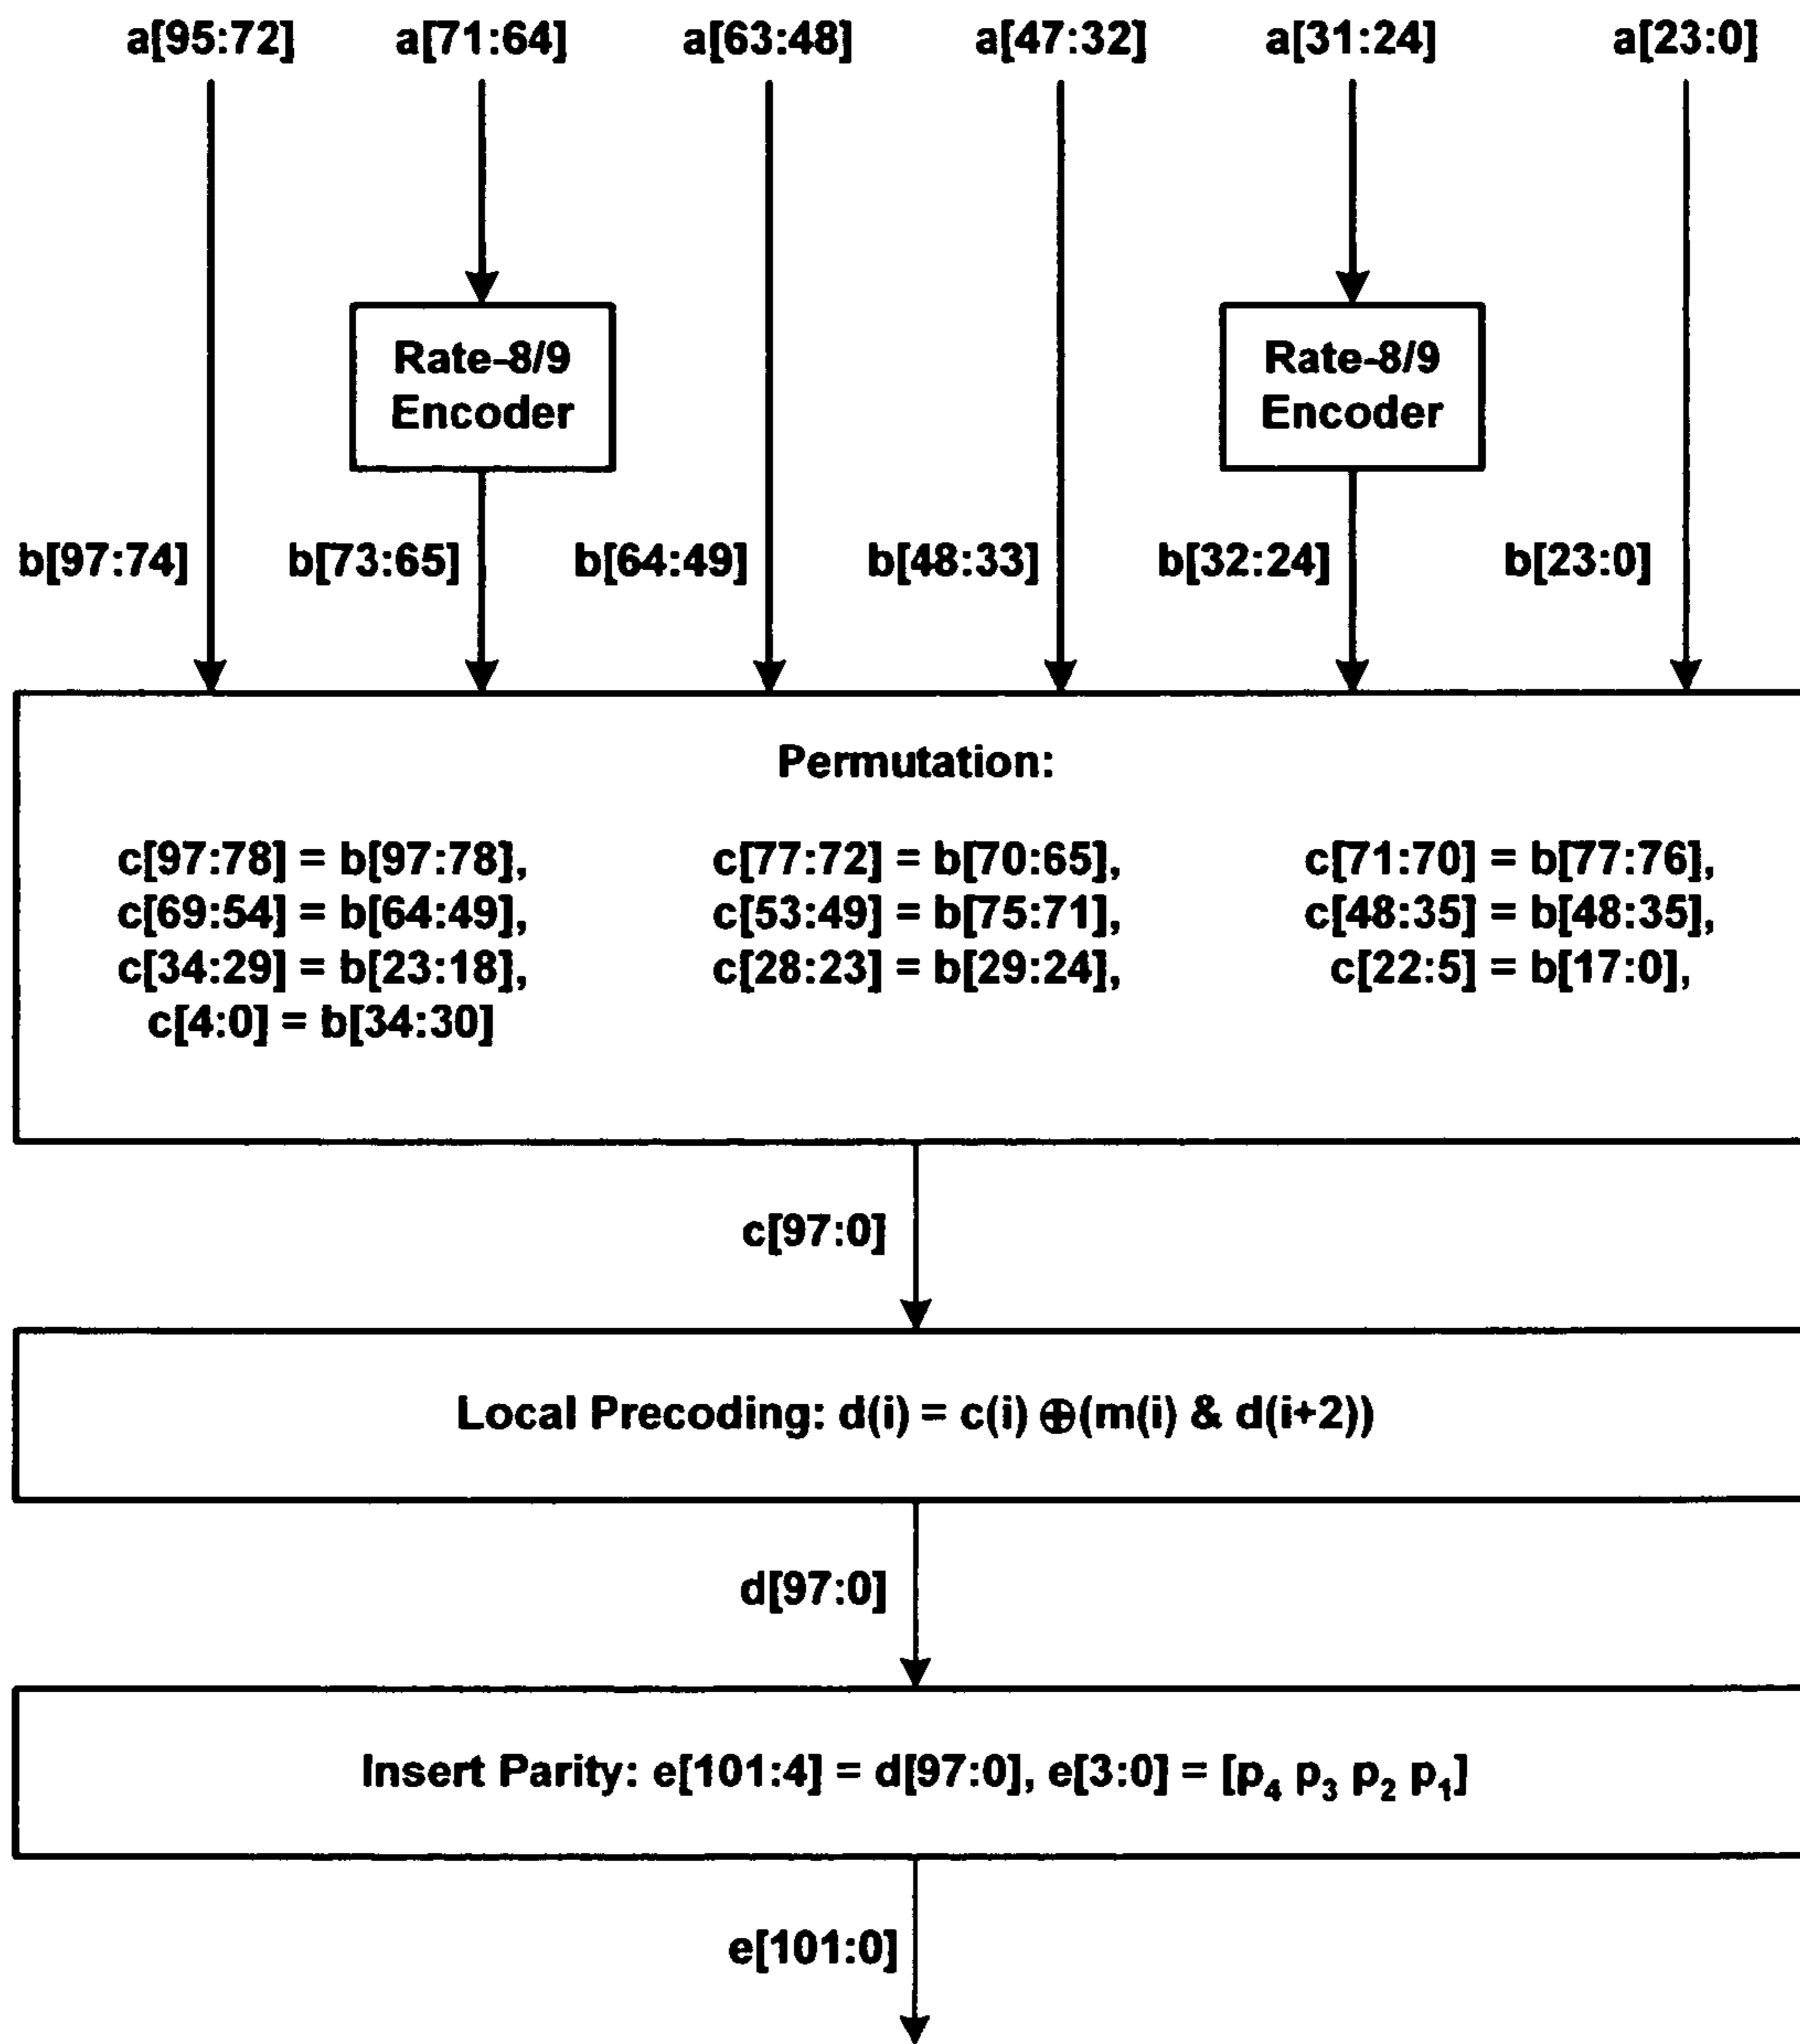 a[95:72] a[71:64] a[63:48] a[47:32] a[31:24] a[23:0]
Rate-8/9 Rate-8/9
Encoder Encoder
b[97:74] b[73:65] b[64:49] b[48:33] b[32:24] b[23:0]
Permutation:
c[97:78] = b[97:78], c[77:72] = b[70:65], c[71:70] = b[77:76],
c[69:54] = b[64:49], c[53:49] = b[75:71], c[48:35] = b[48:35],
c[34:29] = b[23:18], c[28:23] = b[29:24], c[22:5] = b[17:0],
c[4:0] = b[34:30]
c[97:0]
Local Precoding: d(i) = c(i) ⊕(m(i) & d(i+2))
d[97:0]
Insert Parity: e[101:4] = d[97:0], e[3:0] = [p₄ p₃ p₂ p₁]
e[101:0]